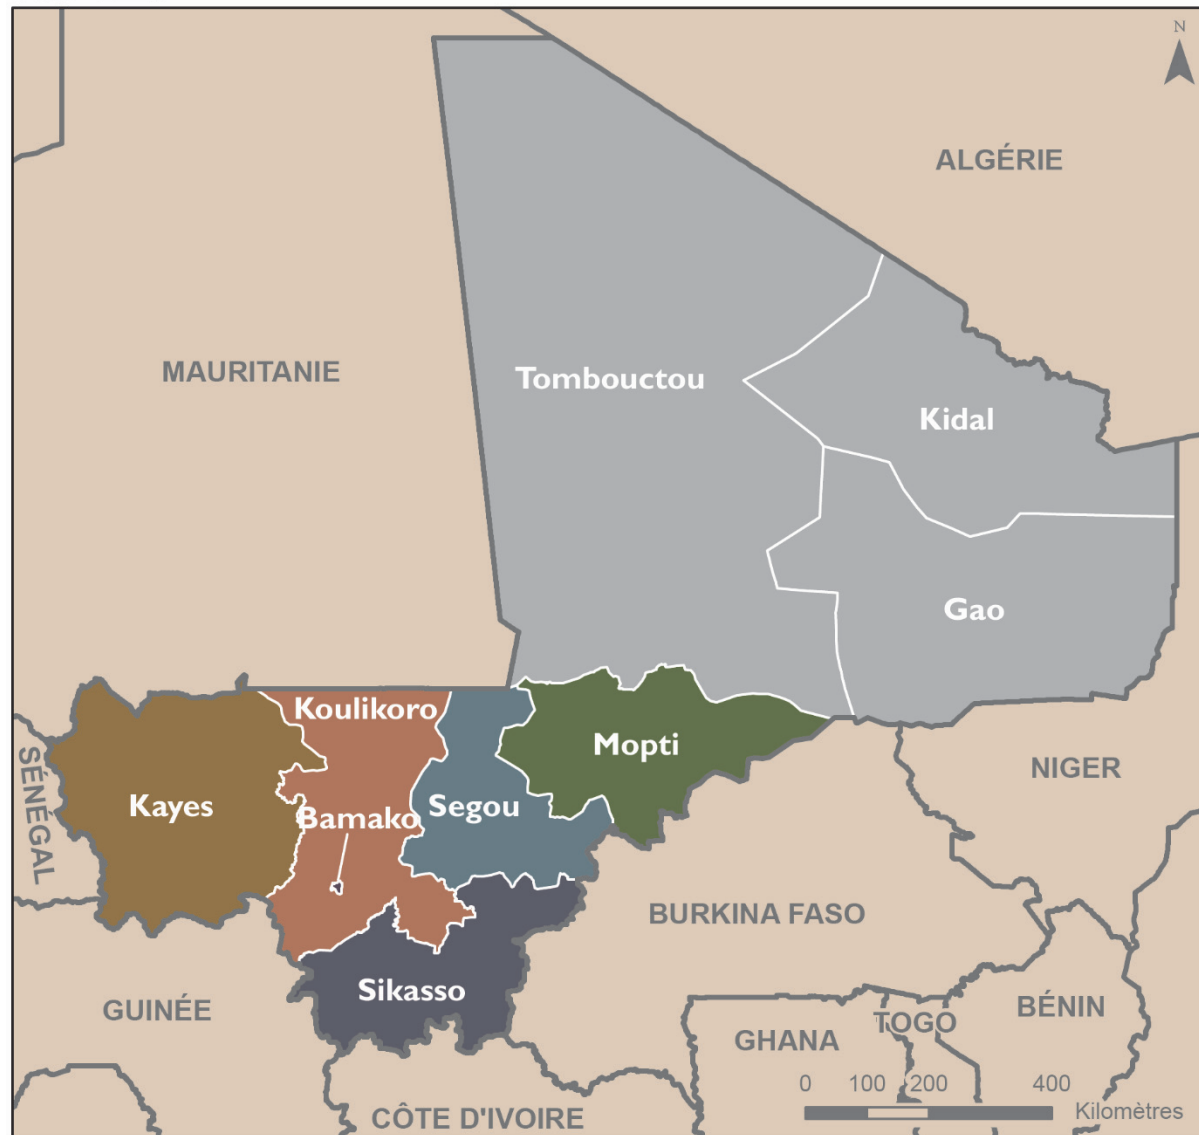 N
ALGÉRIE
MAURITANIE
Tombouctou
Kidal
Gao
Koulikoro
Mopti
SÉNÉGAL
Kayes
Bamako
Segou
NIGER
BURKINA FASO
Sikasso
GUINÉE
BÉNIN
TOGO
GHANA
CÔTE D'IVOIRE
0 100 200 400
Kilomètres